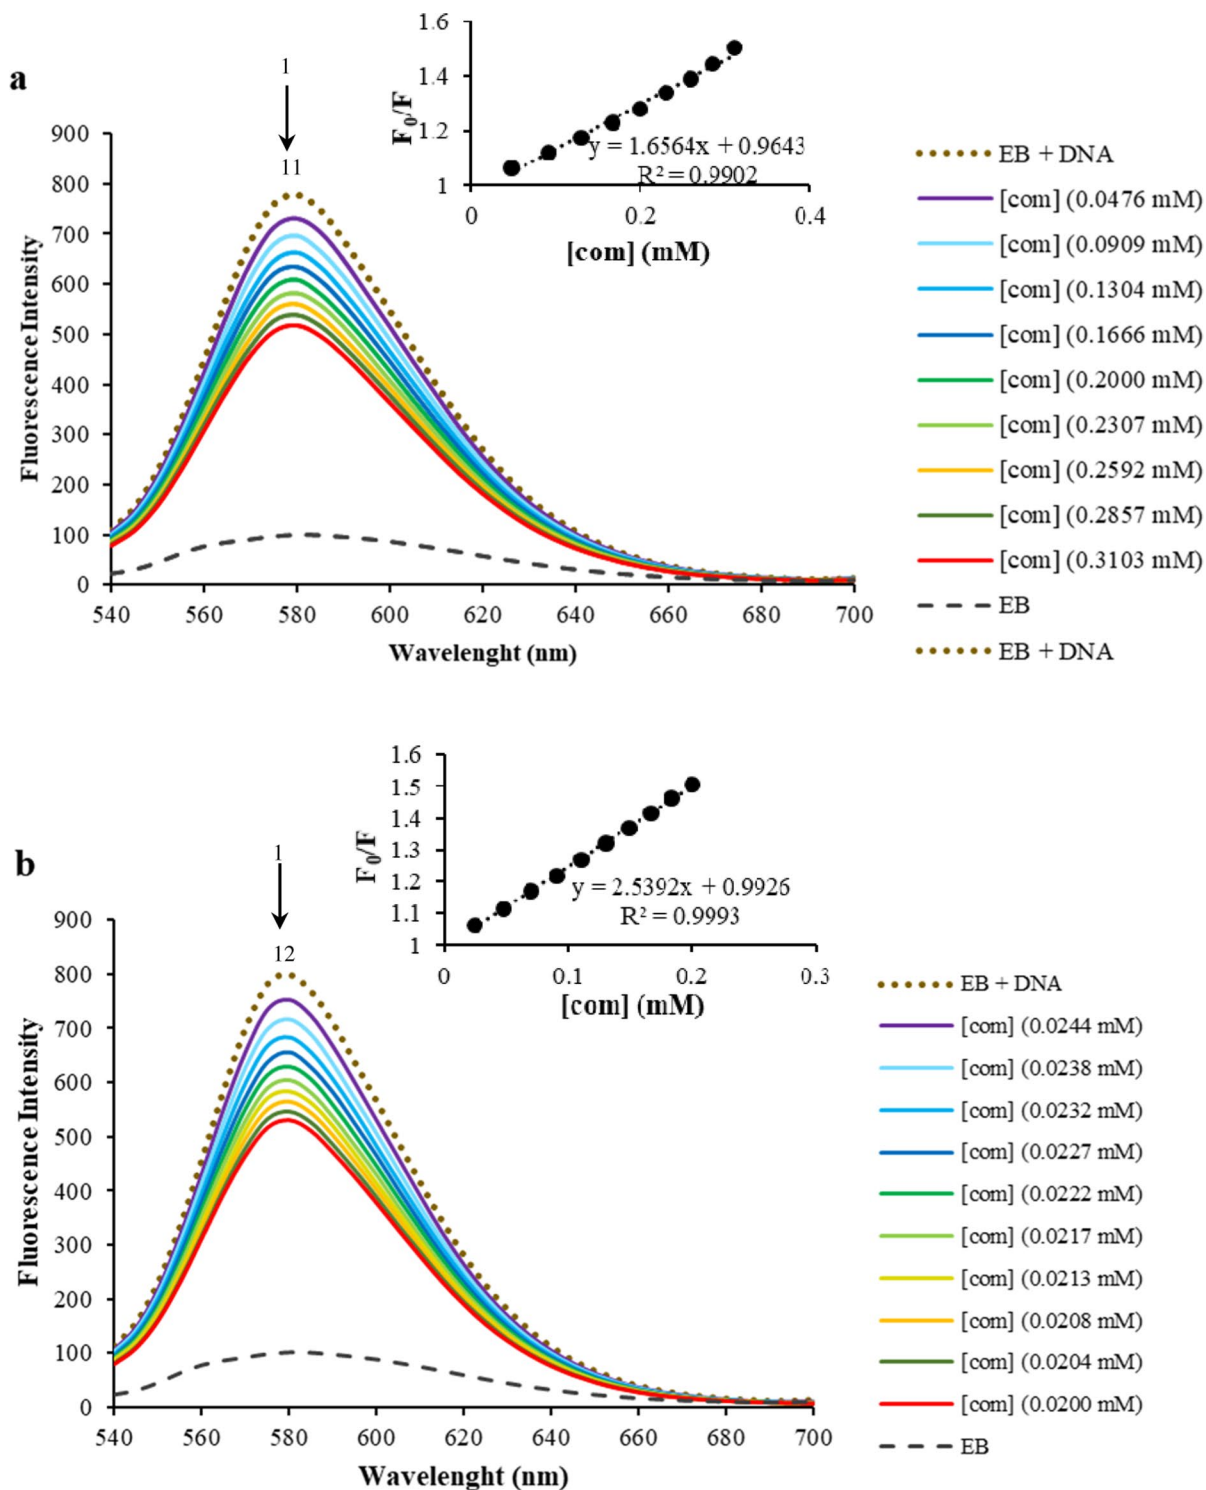 a
1
11
900
800
700
600
500
400
300
200
100
0
Fluorescence Intensity
540 560 580 600 620 640 660 680 700
Wavelenght (nm)
1.6
1.4
1.2
1
F₀/F
y = 1.6564x + 0.9643
R² = 0.9902
0 0.2 0.4
[com] (mM)
EB + DNA
[com] (0.0476 mM)
[com] (0.0909 mM)
[com] (0.1304 mM)
[com] (0.1666 mM)
[com] (0.2000 mM)
[com] (0.2307 mM)
[com] (0.2592 mM)
[com] (0.2857 mM)
[com] (0.3103 mM)
EB
EB + DNA
b
1
12
900
800
700
600
500
400
300
200
100
0
Fluorescence Intensity
540 560 580 600 620 640 660 680 700
Wavelenght (nm)
1.6
1.5
1.4
1.3
1.2
1.1
1
F₀/F
y = 2.5392x + 0.9926
R² = 0.9993
0 0.1 0.2 0.3
[com] (mM)
EB + DNA
[com] (0.0244 mM)
[com] (0.0238 mM)
[com] (0.0232 mM)
[com] (0.0227 mM)
[com] (0.0222 mM)
[com] (0.0217 mM)
[com] (0.0213 mM)
[com] (0.0208 mM)
[com] (0.0204 mM)
[com] (0.0200 mM)
EB